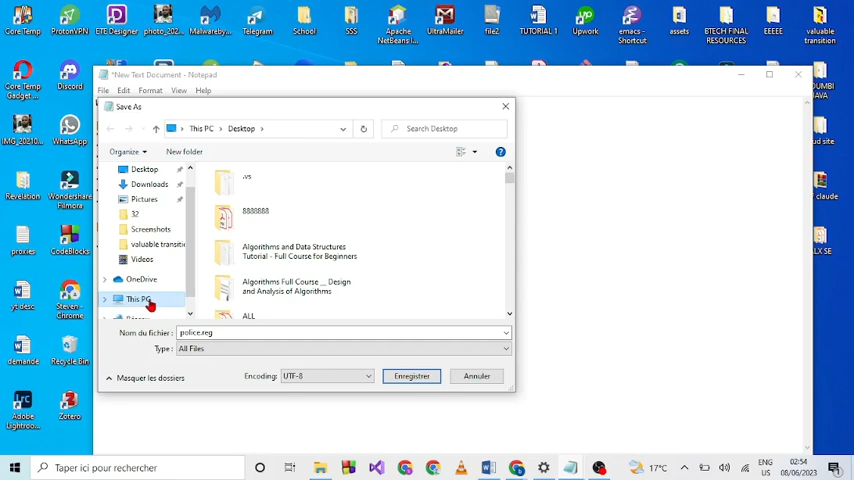 Core Temp
ProtonVPN
ETE Designer
photo_202...
Malwareby...
Telegram
School
SSS
Apache
NetBeans I...
UltraMailer
file2
TUTORIAL 1
Upwork
emacs -
Shortcut
assets
BTECH FINAL
RESOURCES
EEEEE
valuable
transition
Core Temp
Gadget ...
Discord
IMG_20210...
WhatsApp
Revelation
Wondershare
Filmora
proxies
CodeBlocks
Steven -
Chrome
demande
Recycle Bin
Adobe
Lightroo...
Zotero
*New Text Document - Notepad
File Edit Format View Help
Save As
This PC
Desktop
Search Desktop
Organize
New folder
Desktop
Downloads
Pictures
32
Screenshots
valuable transiti
Videos
OneDrive
This PC
.vs
8888888
Algorithms and Data Structures
Tutorial - Full Course for Beginners
Algorithms Full Course __ Design
and Analysis of Algorithms
ALL
Nom du fichier :
police.reg
Type :
All Files
Masquer les dossiers
Encoding:
UTF-8
Enregistrer
Annuler
Taper ici pour rechercher
17°C
ENG
US
02:54
08/06/2023